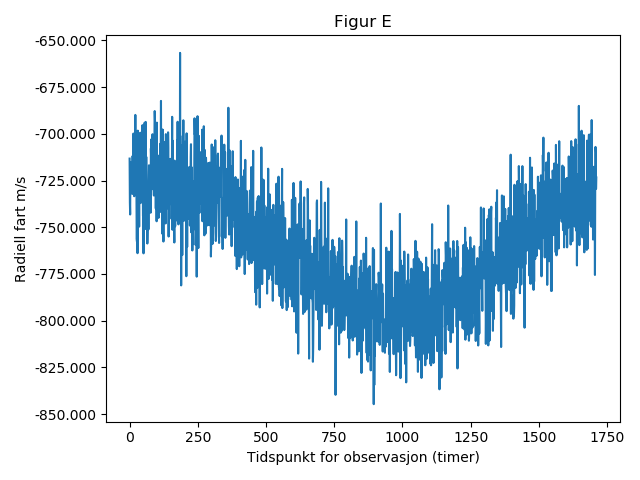 Figur E
-650.000
-675.000
-700.000
-725.000
-750.000
-775.000
-800.000
-825.000
-850.000
Radiell fart m/s
0 250 500 750 1000 1250 1500 1750
Tidspunkt for observasjon (timer)